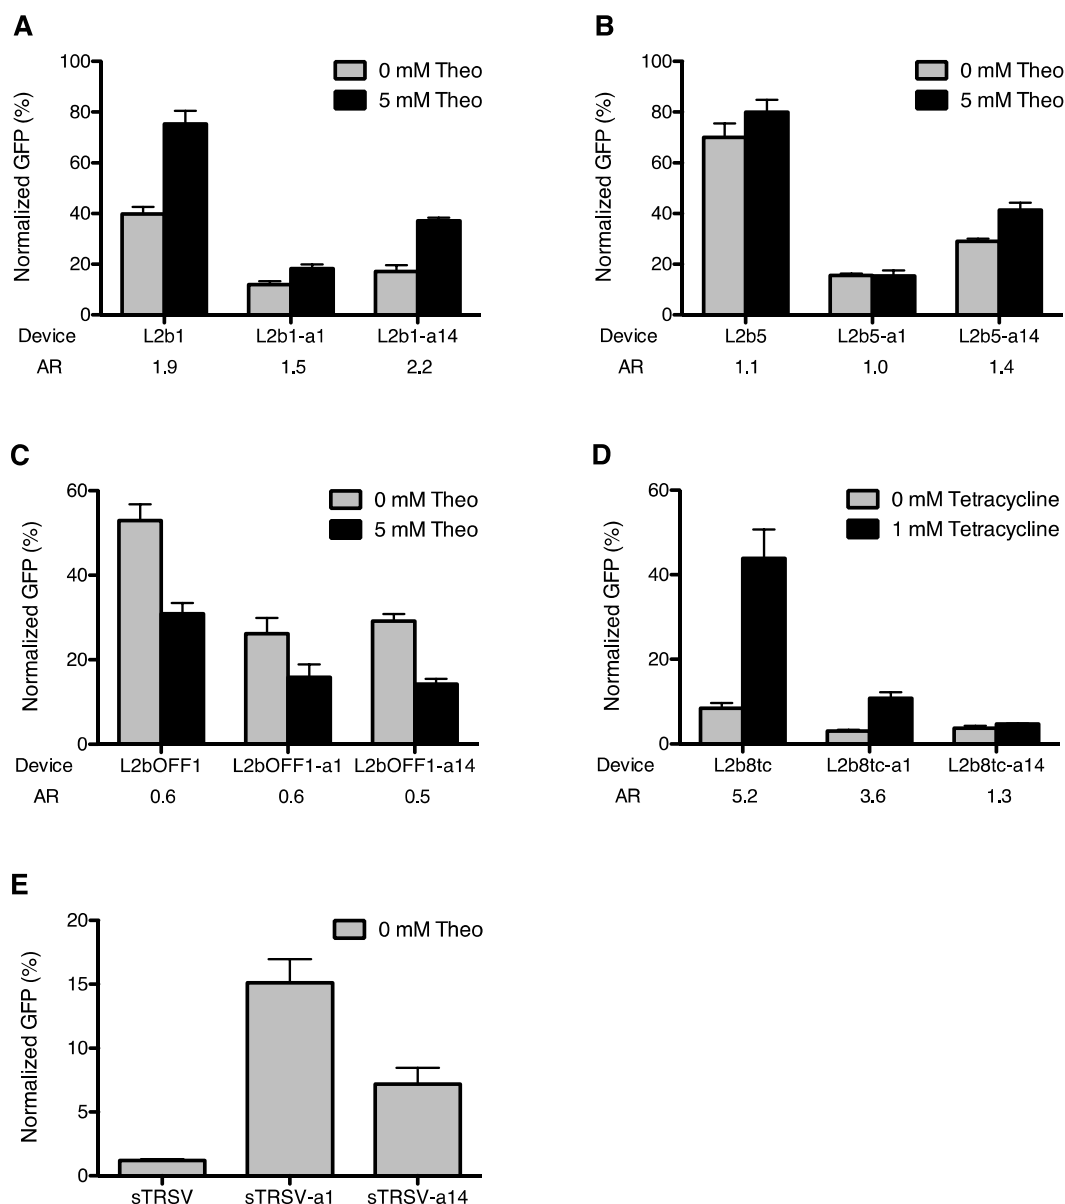 A
Normalized GFP (%)
100
80
60
40
20
0
0 mM Theo
5 mM Theo
Device L2b1 L2b1-a1 L2b1-a14
AR 1.9 1.5 2.2
B
Normalized GFP (%)
100
80
60
40
20
0
0 mM Theo
5 mM Theo
Device L2b5 L2b5-a1 L2b5-a14
AR 1.1 1.0 1.4
C
Normalized GFP (%)
60
40
20
0
0 mM Theo
5 mM Theo
Device L2bOFF1 L2bOFF1-a1 L2bOFF1-a14
AR 0.6 0.6 0.5
D
Normalized GFP (%)
60
40
20
0
0 mM Tetracycline
1 mM Tetracycline
Device L2b8tc L2b8tc-a1 L2b8tc-a14
AR 5.2 3.6 1.3
E
Normalized GFP (%)
20
15
10
5
0
0 mM Theo
sTRSV sTRSV-a1 sTRSV-a14